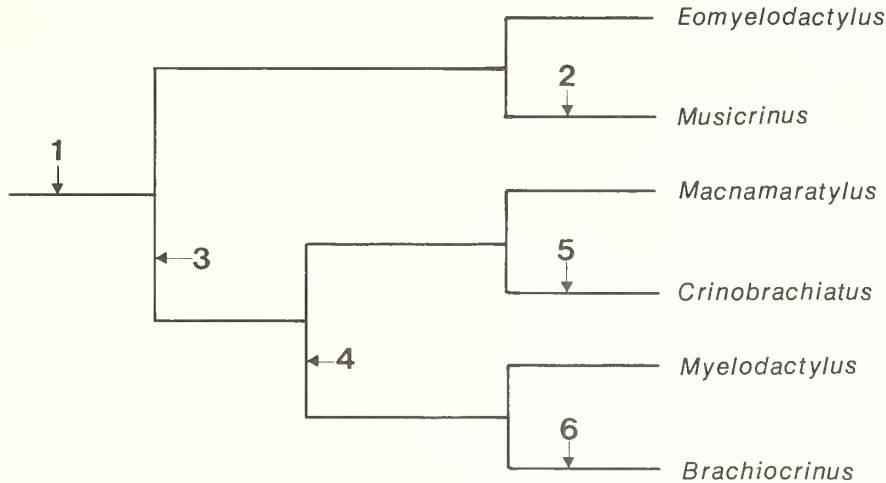 Eomyelodactylus
2
Musicrinus
1
Macnamaratylus
3
5
Crinobrachiatus
4
Myelodactylus
6
Brachiocrinus